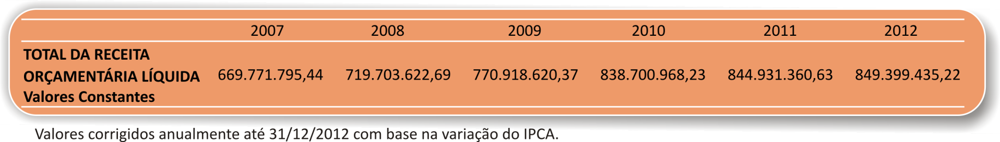 2007 2008 2009 2010 2011 2012
TOTAL DA RECEITA
ORÇAMENTÁRIA LÍQUIDA 669.771.795,44 719.703.622,69 770.918.620,37 838.700.968,23 844.931.360,63 849.399.435,22
Valores Constantes
Valores corrigidos anualmente até 31/12/2012 com base na variação do IPCA.